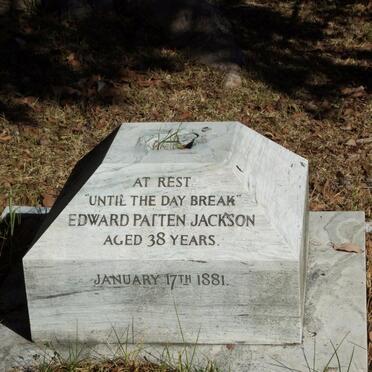 AT REST
"UNTIL THE DAY BREAK"
EDWARD PATTEN JACKSON
AGED 38 YEARS.
JANUARY 17TH 1881.